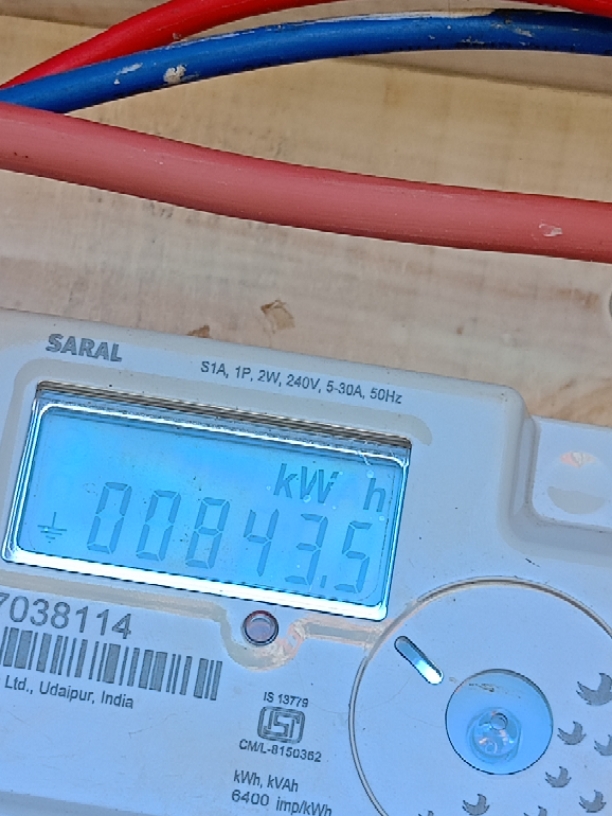 SARAL
S1A, 1P, 2W, 240V, 5-30A, 50Hz
kW h
00843.5
7038114
Ltd., Udaipur, India
IS 13779
CM/L-8150362
kWh, kVAh
6400 imp/kWh